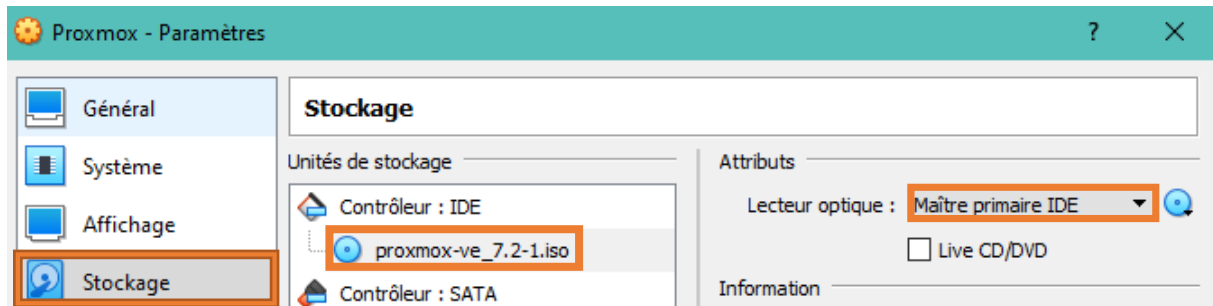 Proxmox - Paramètres ? ×
Général
Système
Affichage
Stockage
Stockage
Unités de stockage
Contrôleur : IDE
proxmox-ve_7.2-1.iso
Contrôleur : SATA
Attributs
Lecteur optique : Maître primaire IDE
Live CD/DVD
Information